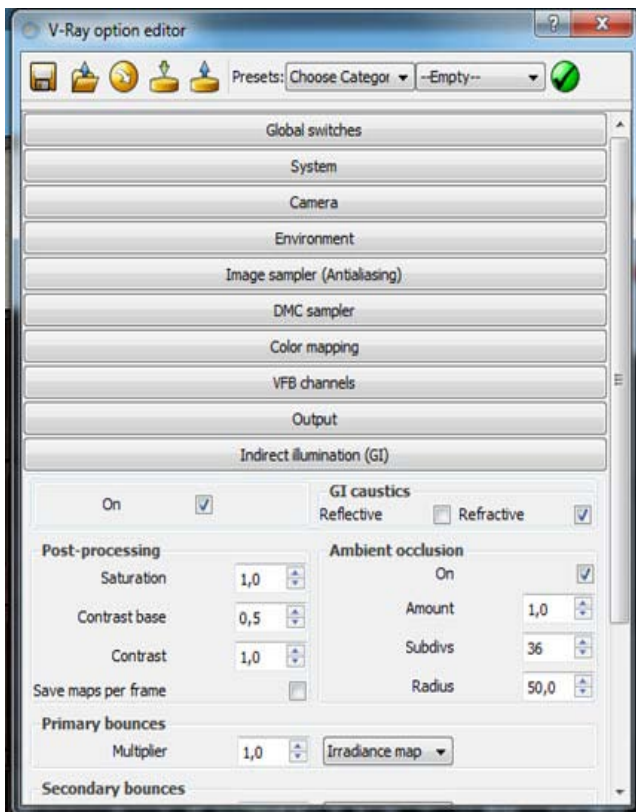 V-Ray option editor
Presets: Choose Categor --Empty--
Global switches
System
Camera
Environment
Image sampler (Antialiasing)
DMC sampler
Color mapping
VFB channels
Output
Indirect illumination (GI)
On
GI caustics
Reflective Refractive
Post-processing
Saturation 1,0
Contrast base 0,5
Contrast 1,0
Save maps per frame
Ambient occlusion
On
Amount 1,0
Subdivs 36
Radius 50,0
Primary bounces
Multiplier 1,0 Irradiance map
Secondary bounces